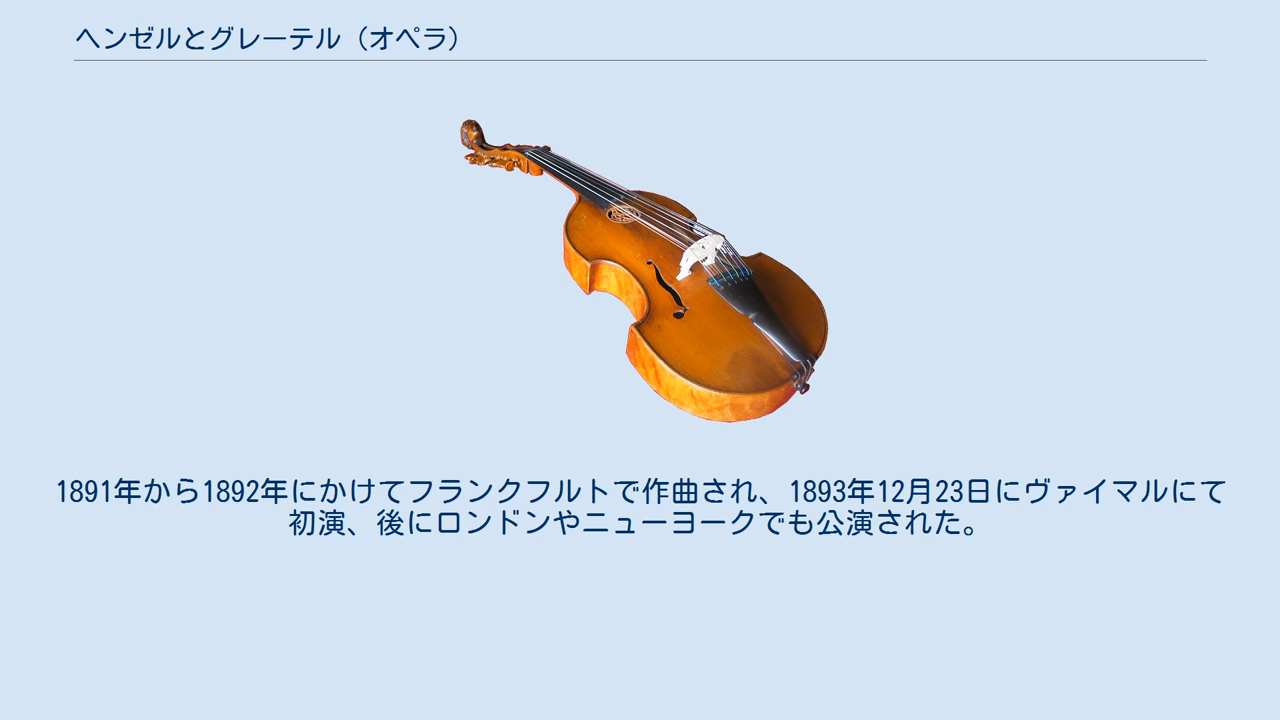 ヘンゼルとグレーテル（オペラ）
1891年から1892年にかけてフランクフルトで作曲され、1893年12月23日にヴァイマルにて
初演、後にロンドンやニューヨークでも公演された。